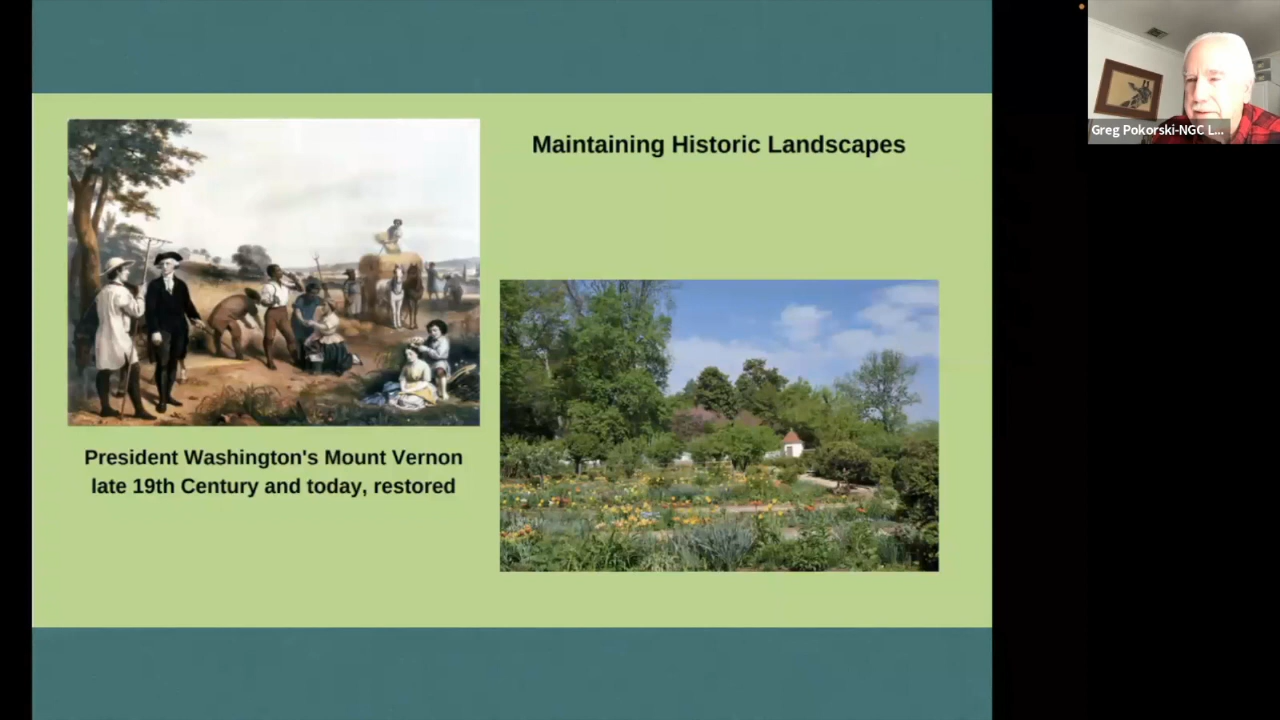 Maintaining Historic Landscapes
President Washington's Mount Vernon
late 19th Century and today, restored
Greg Pokorski-NGC L...